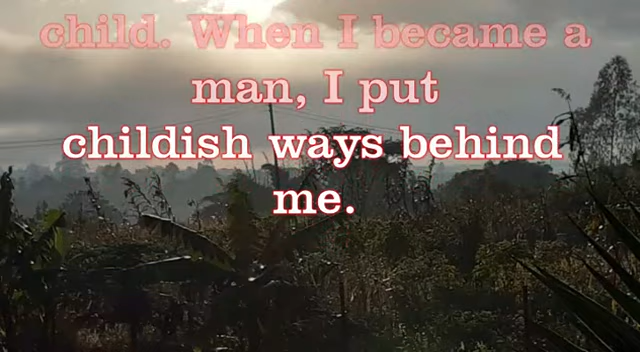 child. When I became a
man, I put
childish ways behind
me.